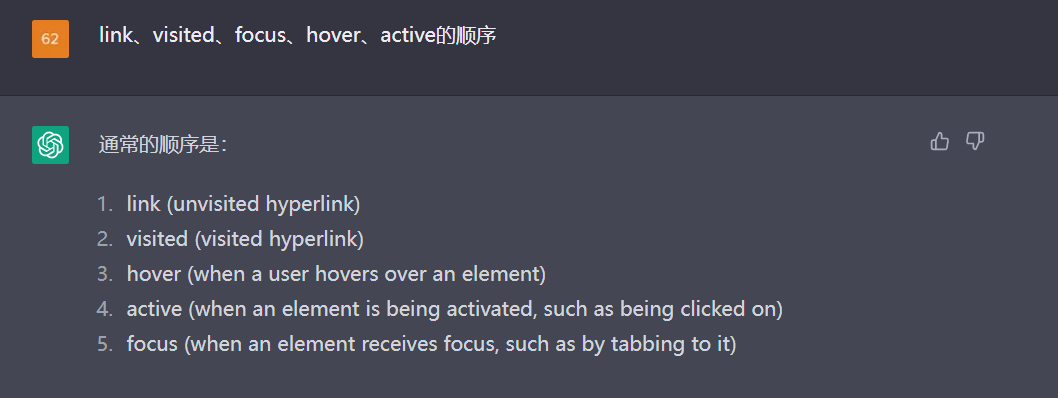 62
link、visited、focus、hover、active的顺序
通常的顺序是：
1. link (unvisited hyperlink)
2. visited (visited hyperlink)
3. hover (when a user hovers over an element)
4. active (when an element is being activated, such as being clicked on)
5. focus (when an element receives focus, such as by tabbing to it)